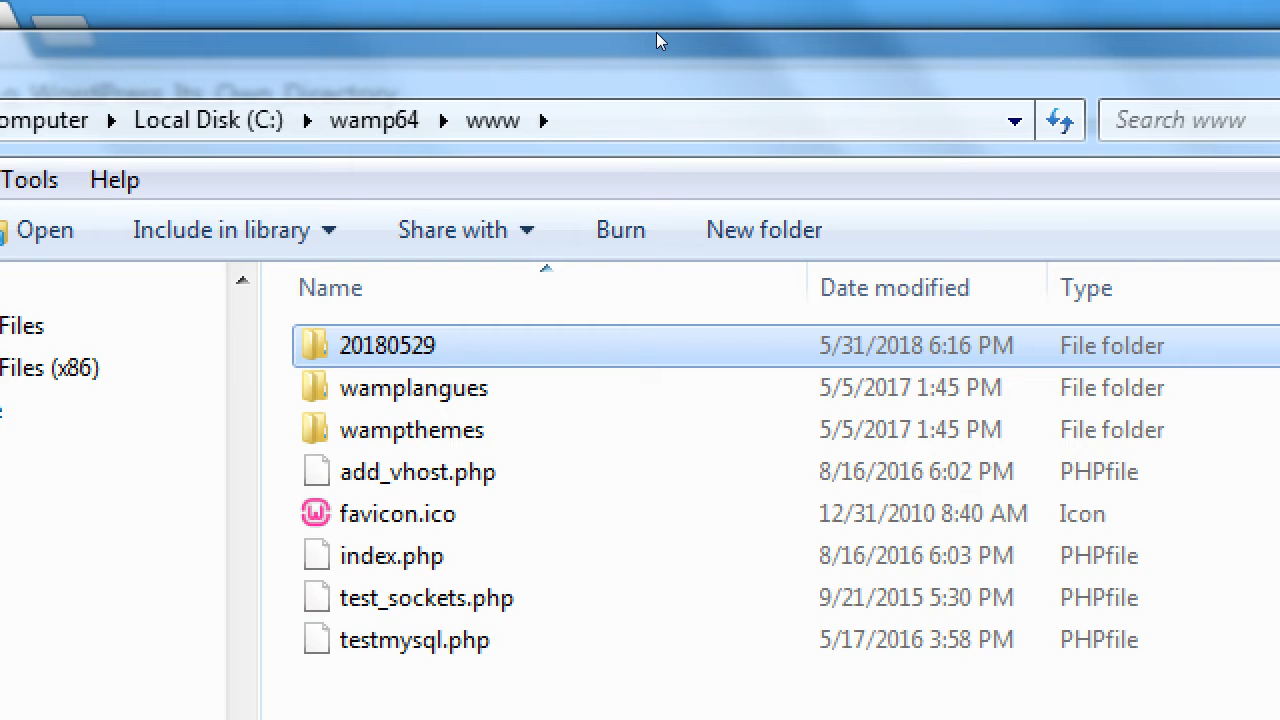 WordPress Its Own Directory
omputer Local Disk (C:) wamp64 www Search www
Tools Help
Open Include in library Share with Burn New folder
Name Date modified Type
Files
Files (x86)
20180529 5/31/2018 6:16 PM File folder
wamplangues 5/5/2017 1:45 PM File folder
wampthemes 5/5/2017 1:45 PM File folder
add_vhost.php 8/16/2016 6:02 PM PHPfile
favicon.ico 12/31/2010 8:40 AM Icon
index.php 8/16/2016 6:03 PM PHPfile
test_sockets.php 9/21/2015 5:30 PM PHPfile
testmysql.php 5/17/2016 3:58 PM PHPfile